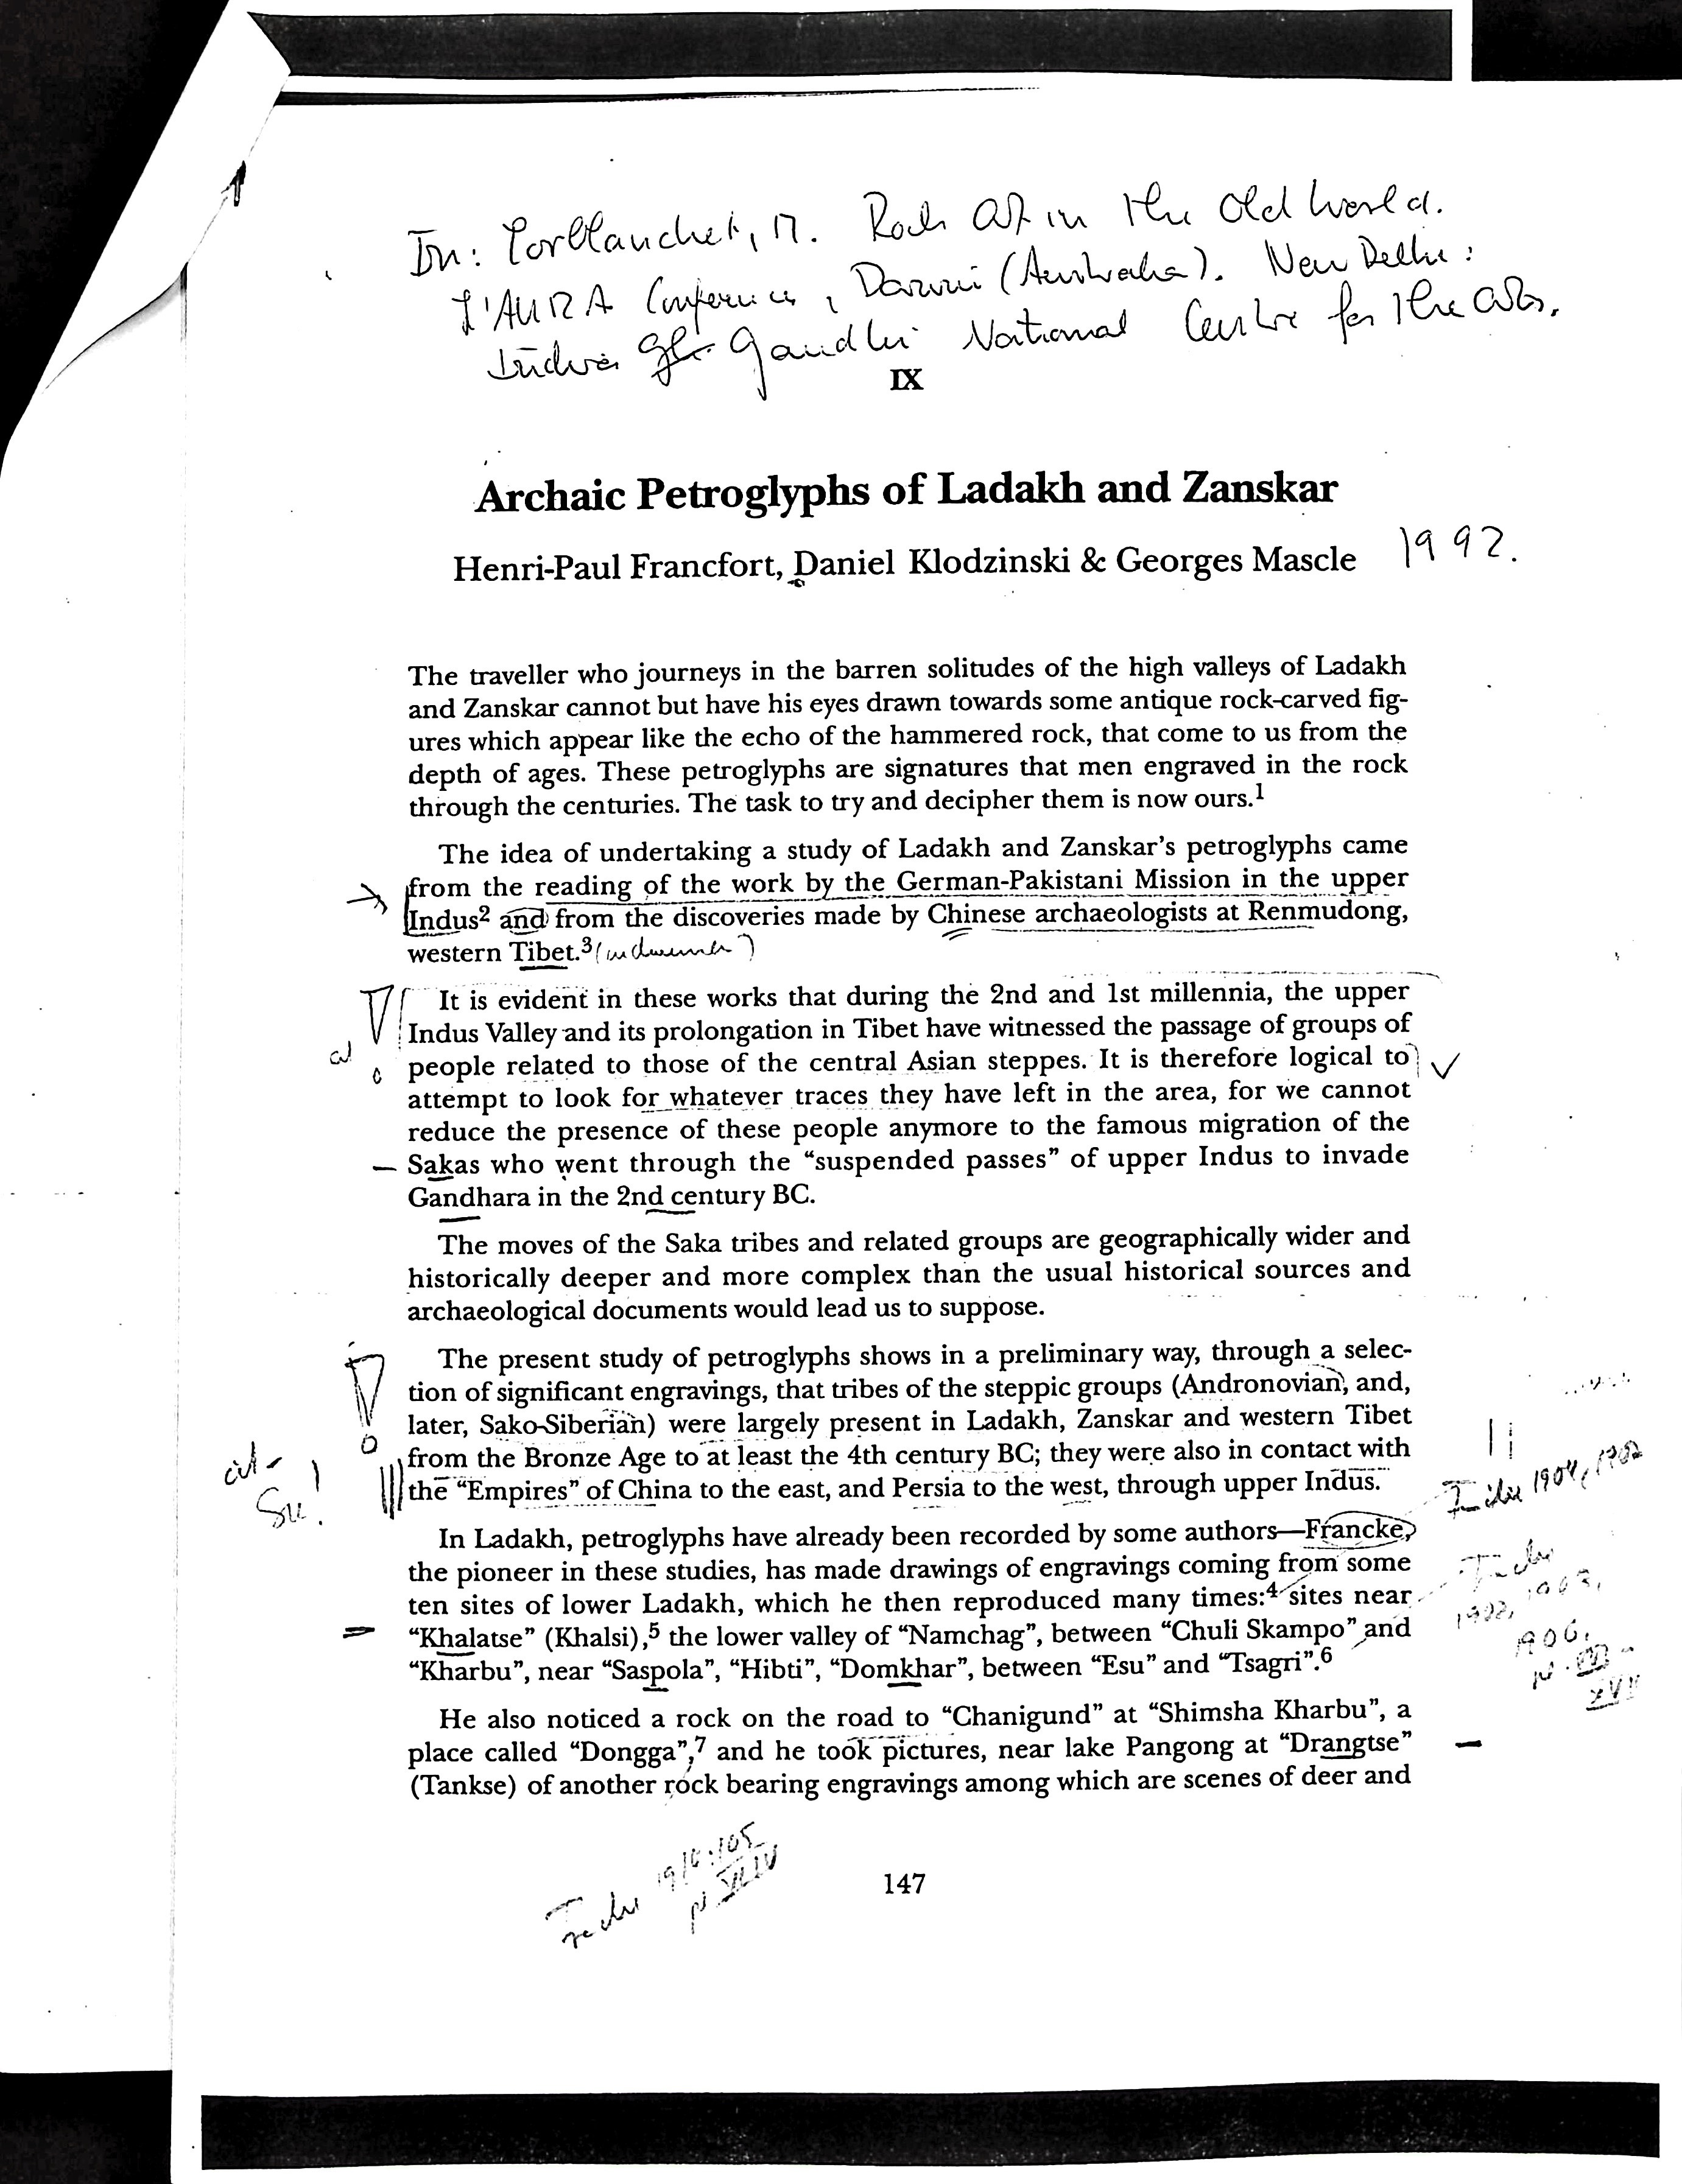 In: Lorblanchet, M. Rock Art in the Old World.
AURA Conference, Darwin (Australia). New Delhi:
Indira Gandhi National Centre for the Arts.
IX
Archaic Petroglyphs of Ladakh and Zanskar
Henri-Paul Francfort, Daniel Klodzinski & Georges Mascle 1992.
The traveller who journeys in the barren solitudes of the high valleys of Ladakh
and Zanskar cannot but have his eyes drawn towards some antique rock-carved fig-
ures which appear like the echo of the hammered rock, that come to us from the
depth of ages. These petroglyphs are signatures that men engraved in the rock
through the centuries. The task to try and decipher them is now ours.1
The idea of undertaking a study of Ladakh and Zanskar's petroglyphs came
from the reading of the work by the German-Pakistani Mission in the upper
Indus2 and from the discoveries made by Chinese archaeologists at Renmudong,
western Tibet.3
It is evident in these works that during the 2nd and 1st millennia, the upper
Indus Valley and its prolongation in Tibet have witnessed the passage of groups of
people related to those of the central Asian steppes. It is therefore logical to
attempt to look for whatever traces they have left in the area, for we cannot
reduce the presence of these people anymore to the famous migration of the
Sakas who went through the “suspended passes” of upper Indus to invade
Gandhara in the 2nd century BC.
The moves of the Saka tribes and related groups are geographically wider and
historically deeper and more complex than the usual historical sources and
archaeological documents would lead us to suppose.
The present study of petroglyphs shows in a preliminary way, through a selec-
tion of significant engravings, that tribes of the steppic groups (Andronovian, and,
later, Sako-Siberian) were largely present in Ladakh, Zanskar and western Tibet
from the Bronze Age to at least the 4th century BC; they were also in contact with
the “Empires” of China to the east, and Persia to the west, through upper Indus.
1904, 1902
In Ladakh, petroglyphs have already been recorded by some authors—Francke,
the pioneer in these studies, has made drawings of engravings coming from some
ten sites of lower Ladakh, which he then reproduced many times:4 sites near
1902, 1903,
“Khalatse” (Khalsi),5 the lower valley of “Namchag”, between “Chuli Skampo” and
1906,
“Kharbu”, near “Saspola”, “Hibti”, “Domkhar”, between “Esu” and “Tsagri”.6
XVII
He also noticed a rock on the road to “Chanigund” at “Shimsha Kharbu”, a
place called “Dongga”,7 and he took pictures, near lake Pangong at “Drangtse”
(Tankse) of another rock bearing engravings among which are scenes of deer and
147